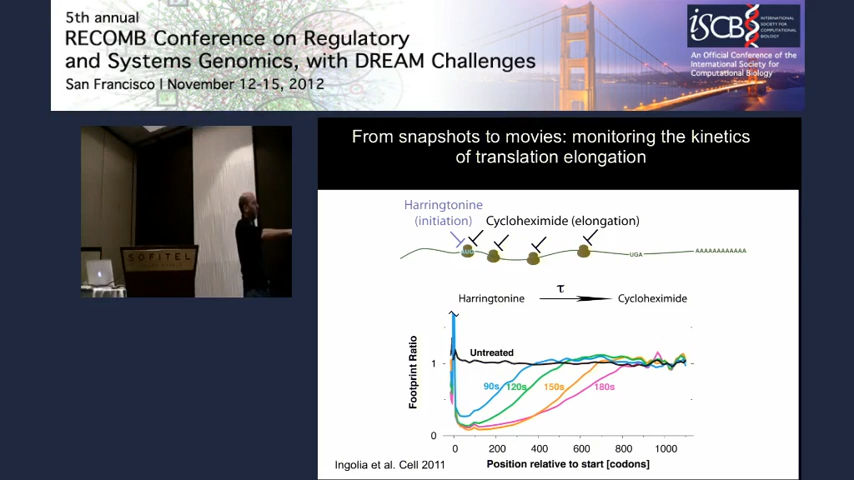 5th annual
RECOMB Conference on Regulatory
and Systems Genomics, with DREAM Challenges
San Francisco | November 12-15, 2012
iSCB
INTERNATIONAL
SOCIETY FOR
COMPUTATIONAL
BIOLOGY
An Official Conference of the
International Society for
Computational Biology
SOFITEL
From snapshots to movies: monitoring the kinetics
of translation elongation
Harringtonine
(initiation)
Cycloheximide (elongation)
AUG
UGA
AAAAAAAAAAAA
τ
Harringtonine
Cycloheximide
Footprint Ratio
1
0
Untreated
90s
120s
150s
180s
0
200
400
600
800
1000
Position relative to start [codons]
Ingolia et al. Cell 2011